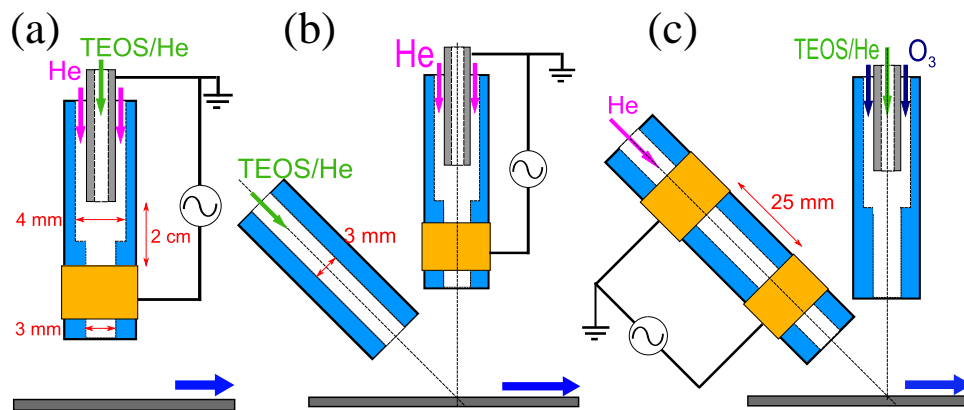 (a)
TEOS/He
He
4 mm
2 cm
3 mm
(b)
He
TEOS/He
3 mm
(c)
TEOS/He
O3
He
25 mm